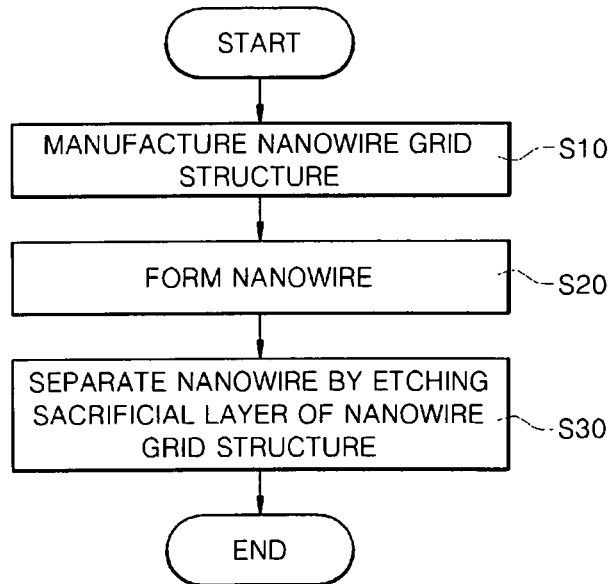 START
MANUFACTURE NANOWIRE GRID
STRUCTURE
S10
FORM NANOWIRE
S20
SEPARATE NANOWIRE BY ETCHING
SACRIFICIAL LAYER OF NANOWIRE
GRID STRUCTURE
S30
END